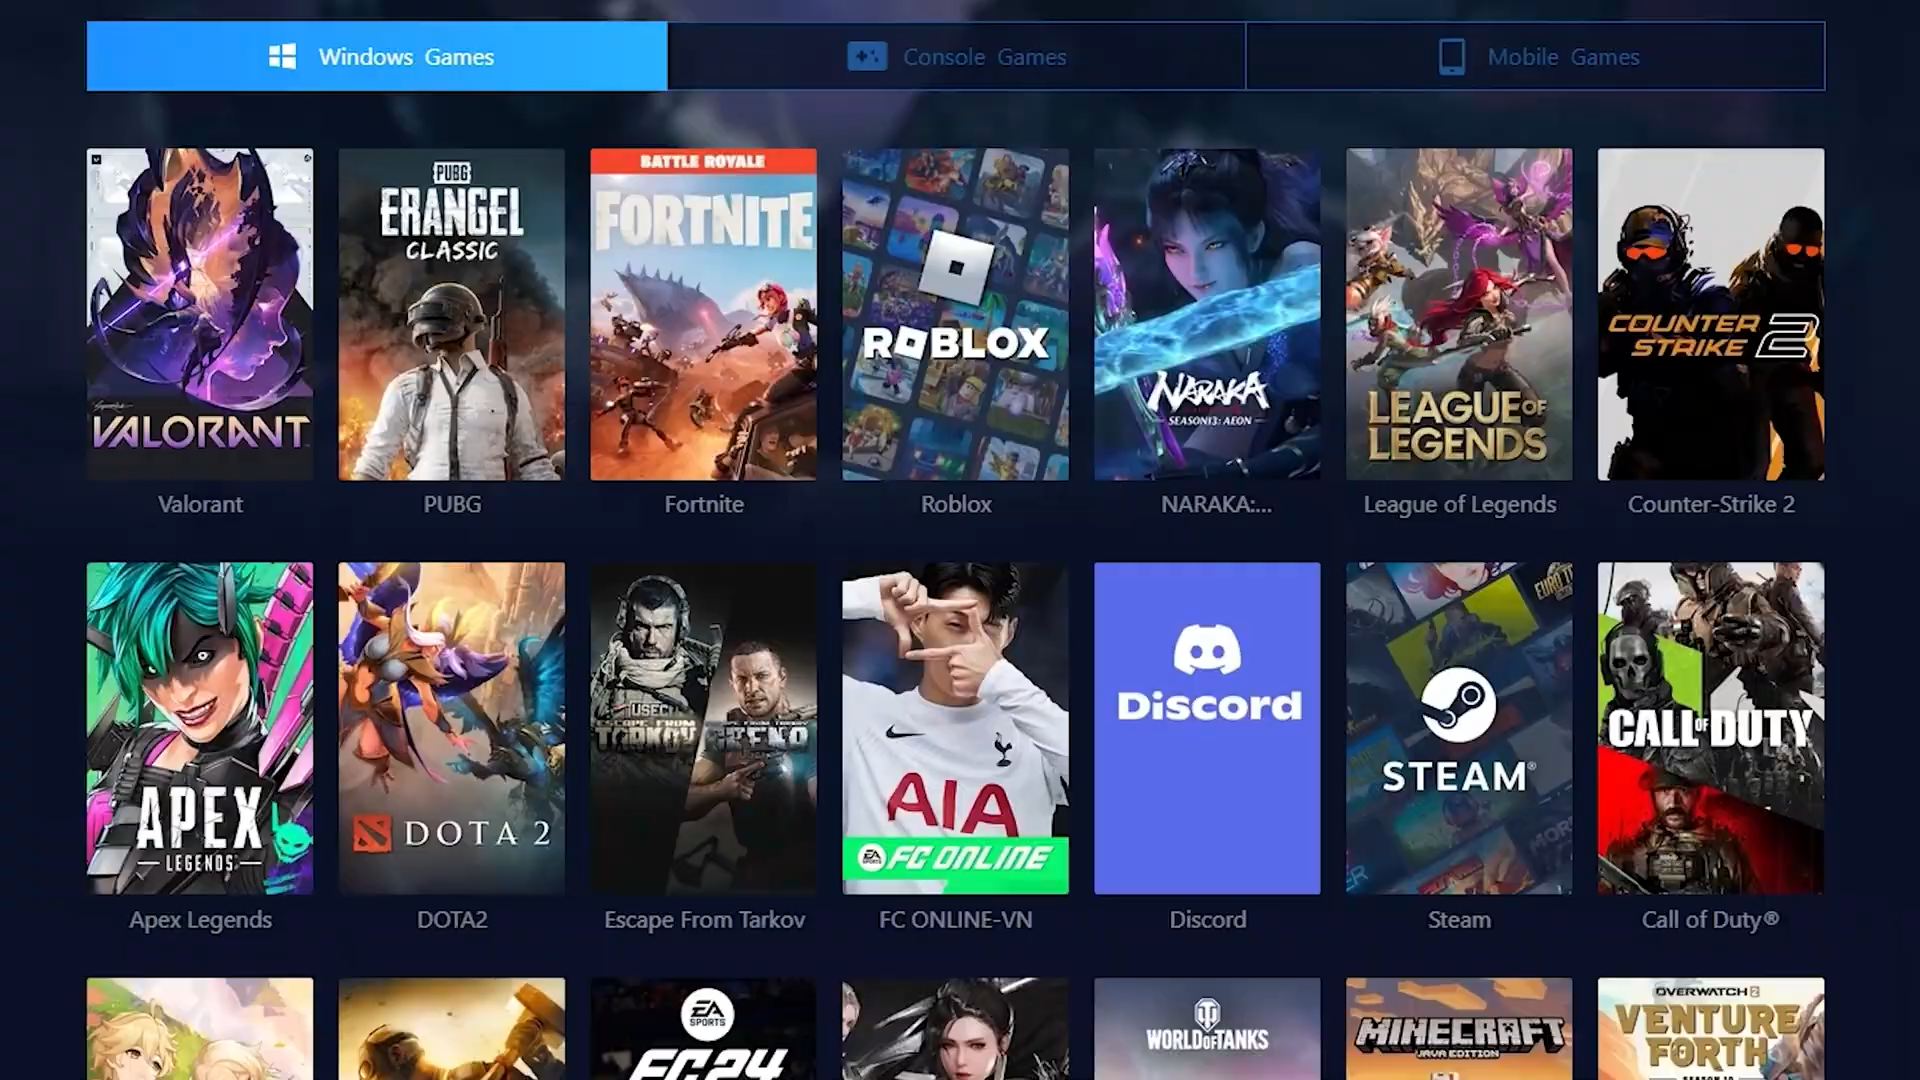 Windows Games
Console Games
Mobile Games
VALORANT
PUBG
ERANGEL
CLASSIC
BATTLE ROYALE
FORTNITE
ROBLOX
NARAKA
SEASON13: AEON
LEAGUE OF
LEGENDS
COUNTER
STRIKE 2
Valorant
PUBG
Fortnite
Roblox
NARAKA:...
League of Legends
Counter-Strike 2
APEX
LEGENDS
DOTA 2
USEC
ESCAPE FROM
TARKOV
ARENA
AIA
EA SPORTS FC ONLINE
Discord
STEAM®
CALL OF DUTY
Apex Legends
DOTA2
Escape From Tarkov
FC ONLINE-VN
Discord
Steam
Call of Duty®
EA
SPORTS
FC24
WORLD OF TANKS
MINECRAFT
JAVA EDITION
OVERWATCH 2
VENTURE
FORTH